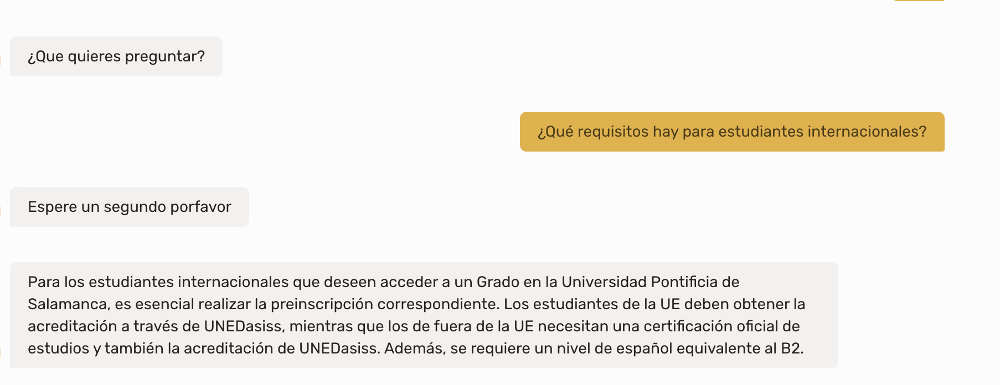 ¿Que quieres preguntar?
¿Qué requisitos hay para estudiantes internacionales?
Espere un segundo porfavor
Para los estudiantes internacionales que deseen acceder a un Grado en la Universidad Pontificia de
Salamanca, es esencial realizar la preinscripción correspondiente. Los estudiantes de la UE deben obtener la
acreditación a través de UNEDasiss, mientras que los de fuera de la UE necesitan una certificación oficial de
estudios y también la acreditación de UNEDasiss. Además, se requiere un nivel de español equivalente al B2.